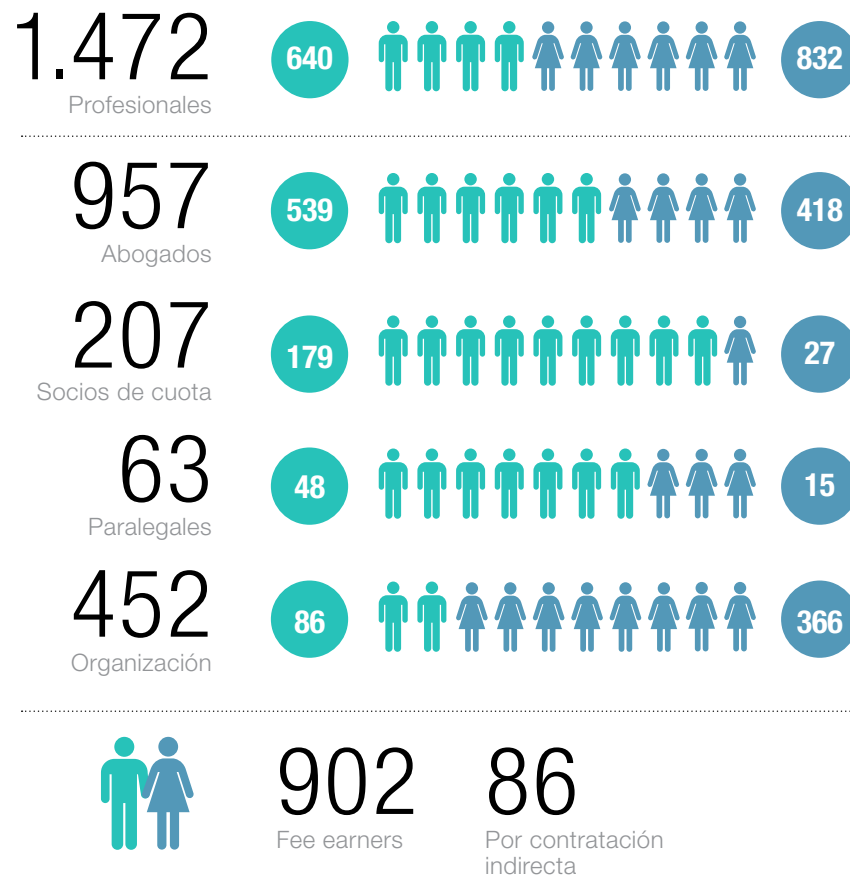 1.472
Profesionales
640
832
957
Abogados
539
418
207
Socios de cuota
179
27
63
Paralegales
48
15
452
Organización
86
366
902
Fee earners
86
Por contratación
indirecta